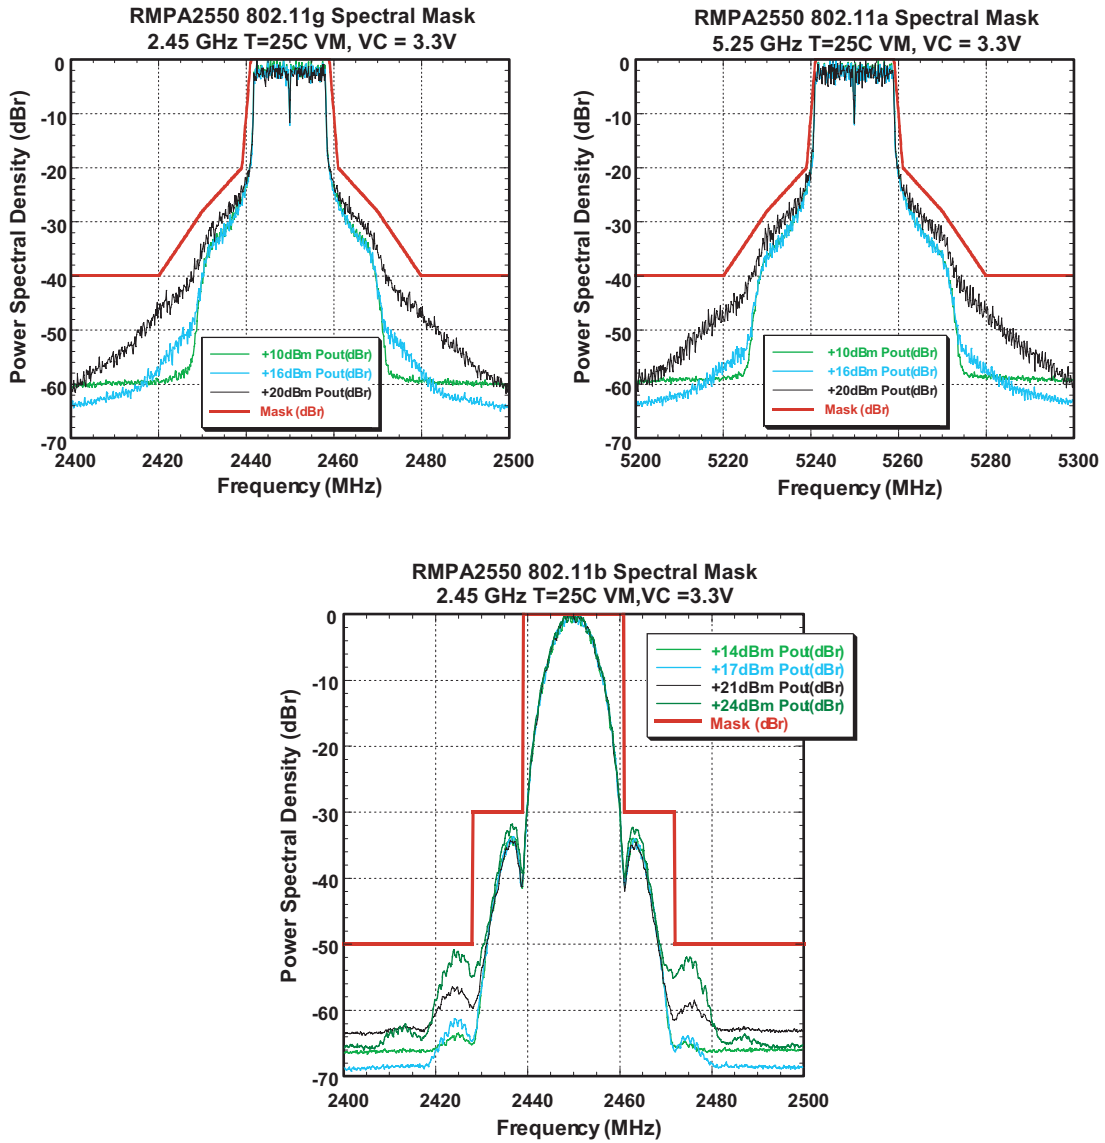 RMPA2550 802.11g Spectral Mask
2.45 GHz T=25C VM, VC = 3.3V
Power Spectral Density (dBr)
0
-10
-20
-30
-40
-50
-60
-70
+10dBm Pout(dBr)
+16dBm Pout(dBr)
+20dBm Pout(dBr)
Mask (dBr)
2400 2420 2440 2460 2480 2500
Frequency (MHz)
RMPA2550 802.11a Spectral Mask
5.25 GHz T=25C VM, VC = 3.3V
Power Spectral Density (dBr)
0
-10
-20
-30
-40
-50
-60
-70
+10dBm Pout(dBr)
+16dBm Pout(dBr)
+20dBm Pout(dBr)
Mask (dBr)
5200 5220 5240 5260 5280 5300
Frequency (MHz)
RMPA2550 802.11b Spectral Mask
2.45 GHz T=25C VM,VC =3.3V
Power Spectral Density (dBr)
0
-10
-20
-30
-40
-50
-60
-70
+14dBm Pout(dBr)
+17dBm Pout(dBr)
+21dBm Pout(dBr)
+24dBm Pout(dBr)
Mask (dBr)
2400 2420 2440 2460 2480 2500
Frequency (MHz)